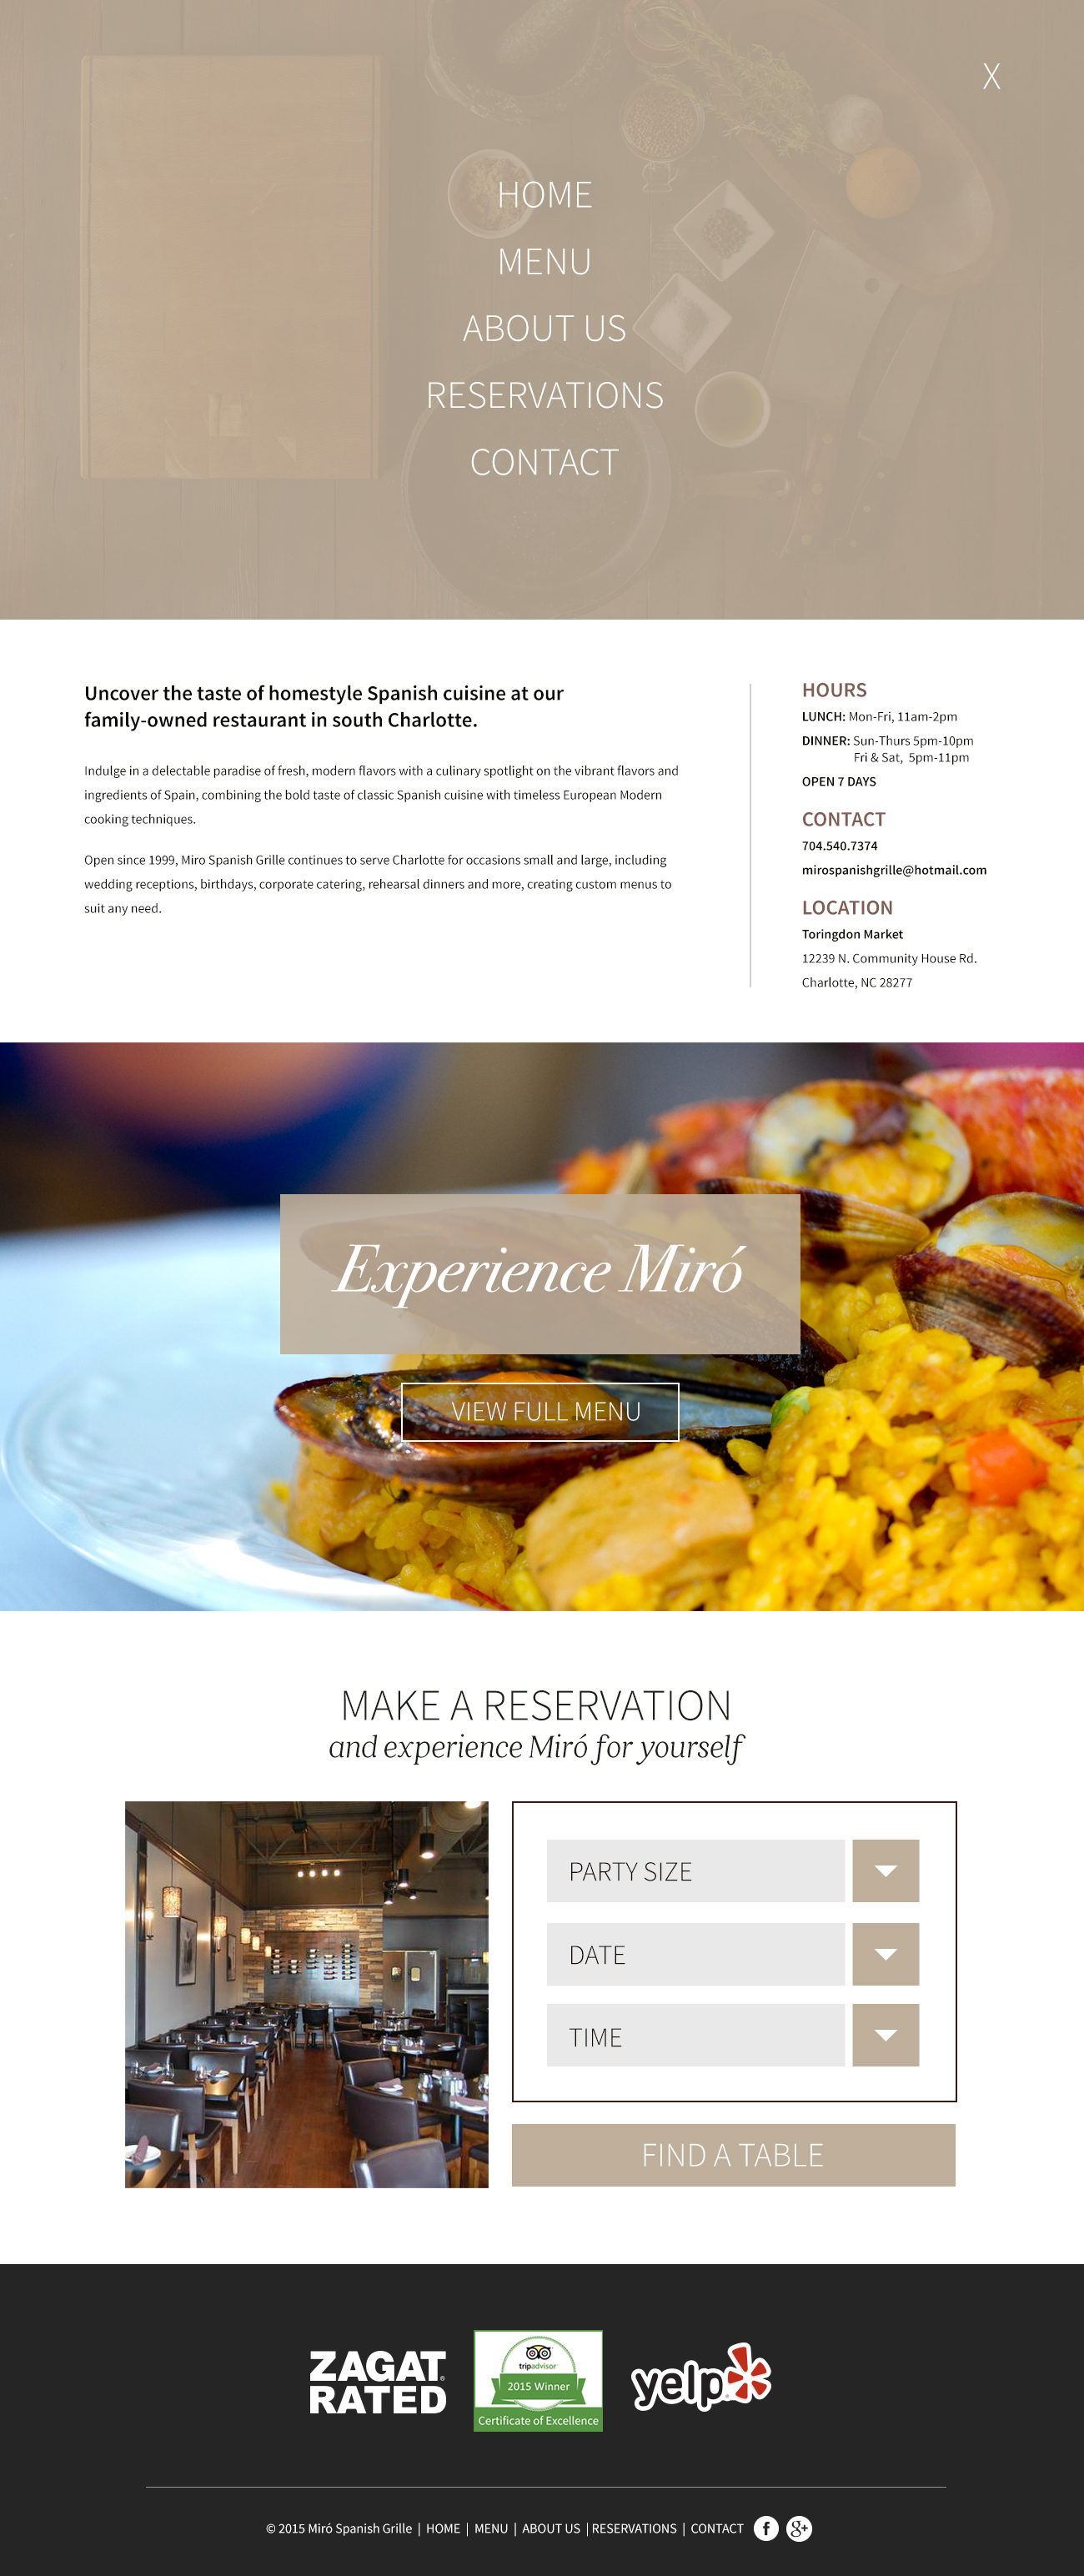 X
HOME
MENU
ABOUT US
RESERVATIONS
CONTACT
Uncover the taste of homestyle Spanish cuisine at our
family-owned restaurant in south Charlotte.
Indulge in a delectable paradise of fresh, modern flavors with a culinary spotlight on the vibrant flavors and
ingredients of Spain, combining the bold taste of classic Spanish cuisine with timeless European Modern
cooking techniques.
Open since 1999, Miro Spanish Grille continues to serve Charlotte for occasions small and large, including
wedding receptions, birthdays, corporate catering, rehearsal dinners and more, creating custom menus to
suit any need.
HOURS
LUNCH: Mon-Fri, 11am-2pm
DINNER: Sun-Thurs 5pm-10pm
Fri & Sat, 5pm-11pm
OPEN 7 DAYS
CONTACT
704.540.7374
mirospanishgrille@hotmail.com
LOCATION
Toringdon Market
12239 N. Community House Rd.
Charlotte, NC 28277
Experience Miró
VIEW FULL MENU
MAKE A RESERVATION
and experience Miró for yourself
PARTY SIZE
DATE
TIME
FIND A TABLE
ZAGAT®
RATED
tripadvisor
2015 Winner
Certificate of Excellence
yelp
© 2015 Miró Spanish Grille | HOME | MENU | ABOUT US | RESERVATIONS | CONTACT f g+